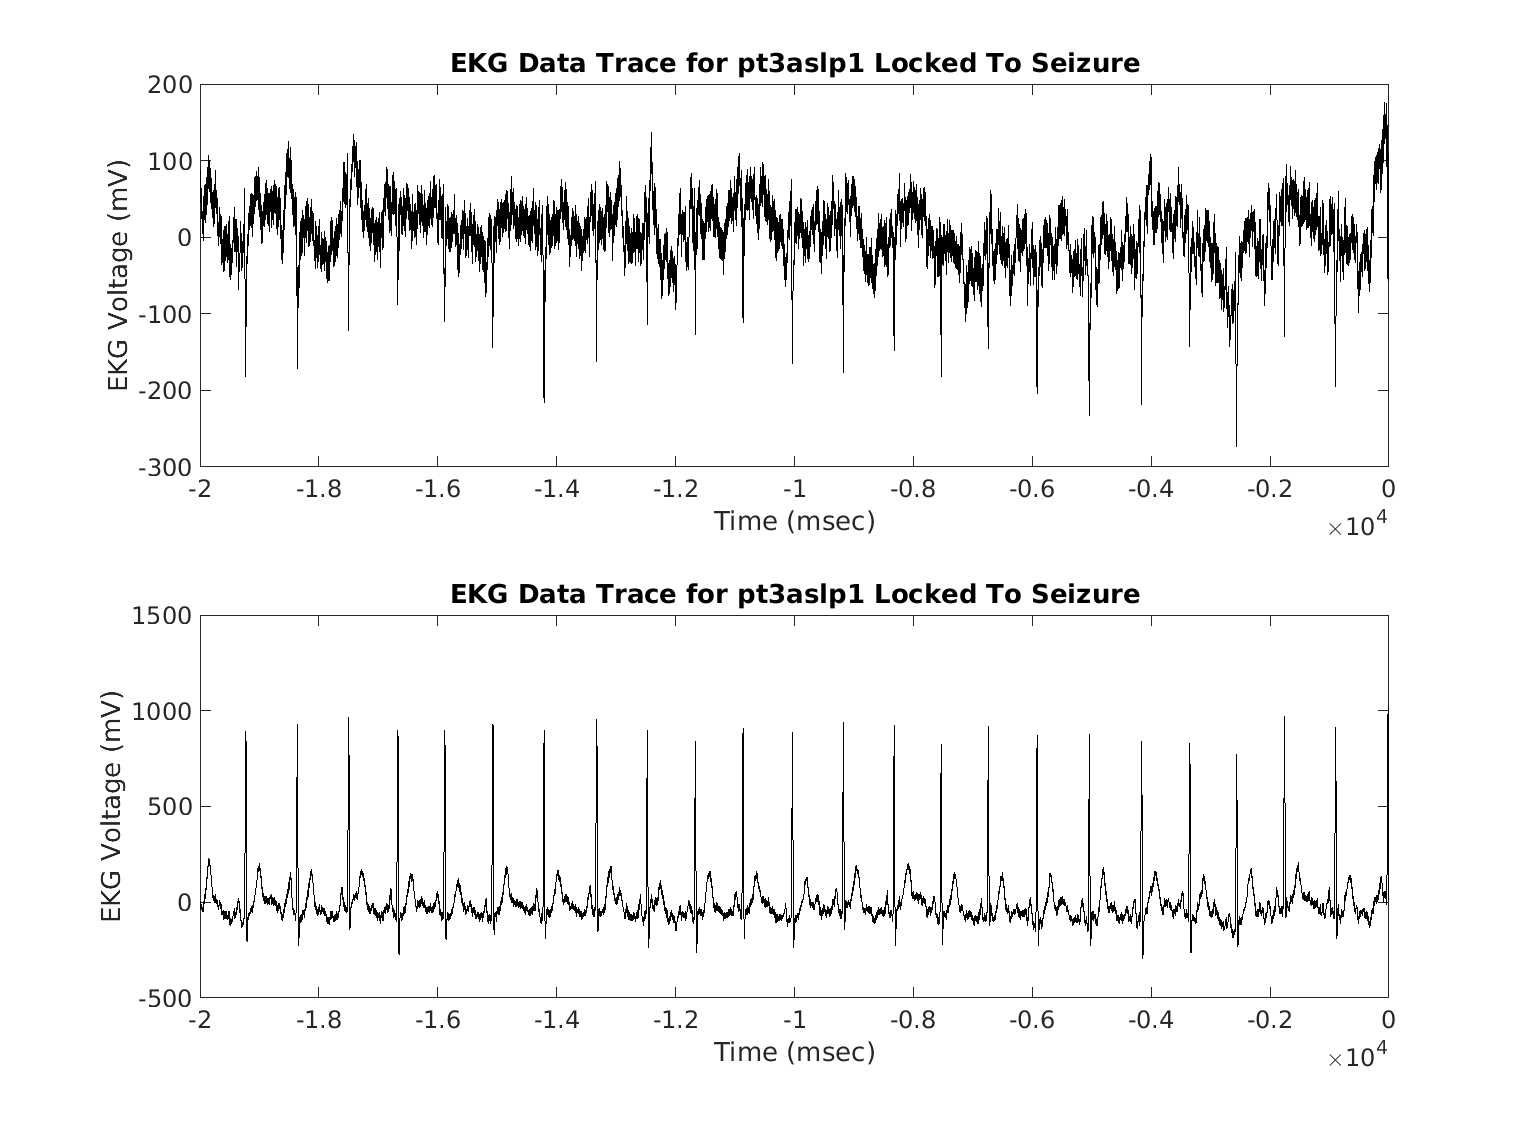 EKG Data Trace for pt3aslp1 Locked To Seizure
200
100
0
-100
-200
-300
EKG Voltage (mV)
-2 -1.8 -1.6 -1.4 -1.2 -1 -0.8 -0.6 -0.4 -0.2 0
Time (msec)
×10^4
EKG Data Trace for pt3aslp1 Locked To Seizure
1500
1000
500
0
-500
EKG Voltage (mV)
-2 -1.8 -1.6 -1.4 -1.2 -1 -0.8 -0.6 -0.4 -0.2 0
Time (msec)
×10^4